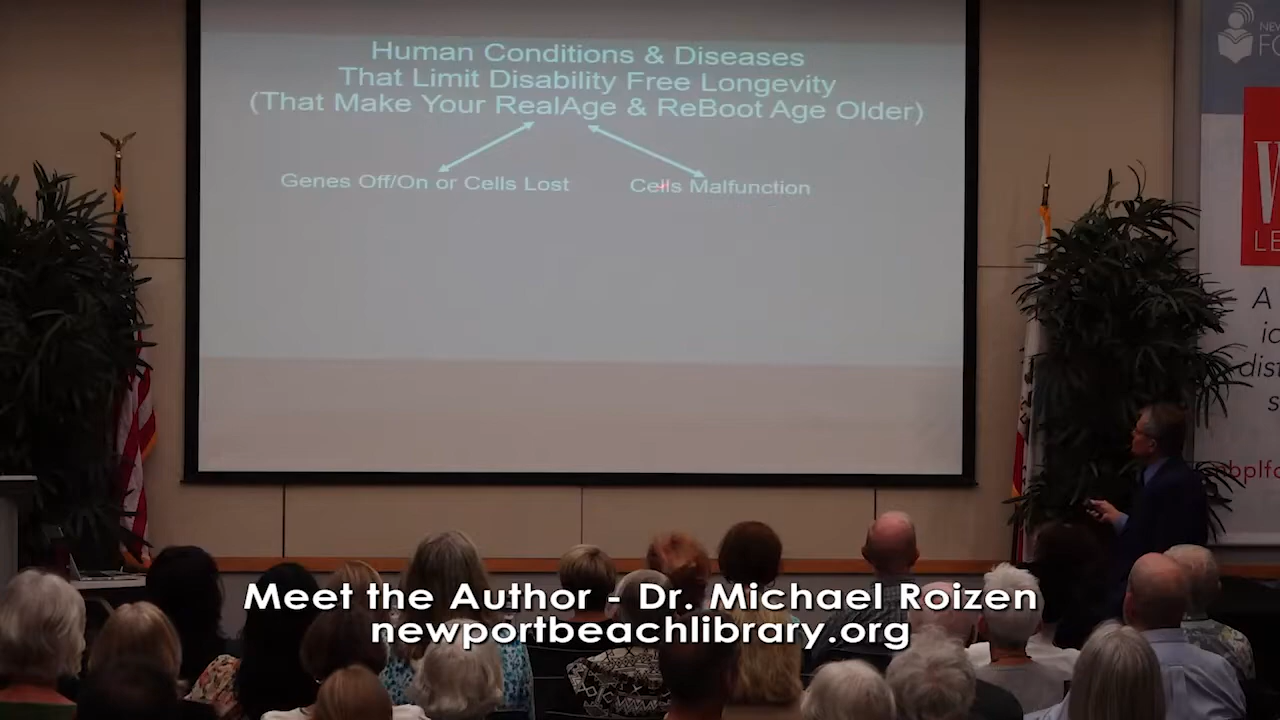 Human Conditions & Diseases
That Limit Disability Free Longevity
(That Make Your RealAge & ReBoot Age Older)
Genes Off/On or Cells Lost
Cells Malfunction
Meet the Author - Dr. Michael Roizen
newportbeachlibrary.org